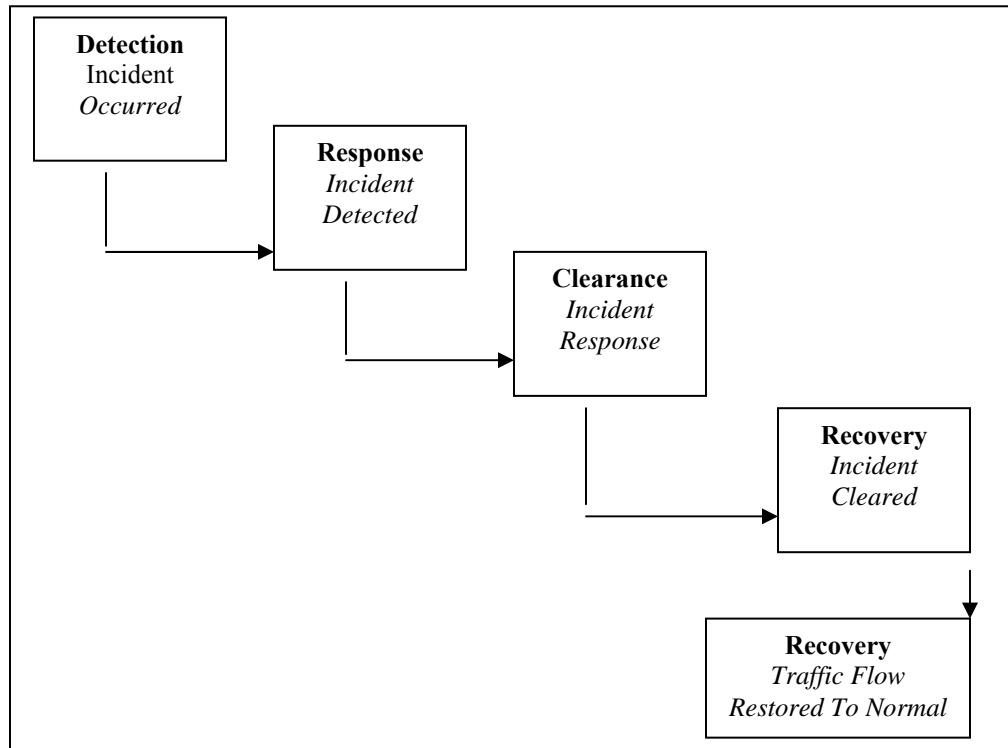 Detection
Incident
Occurred
Response
Incident
Detected
Clearance
Incident
Response
Recovery
Incident
Cleared
Recovery
Traffic Flow
Restored To Normal